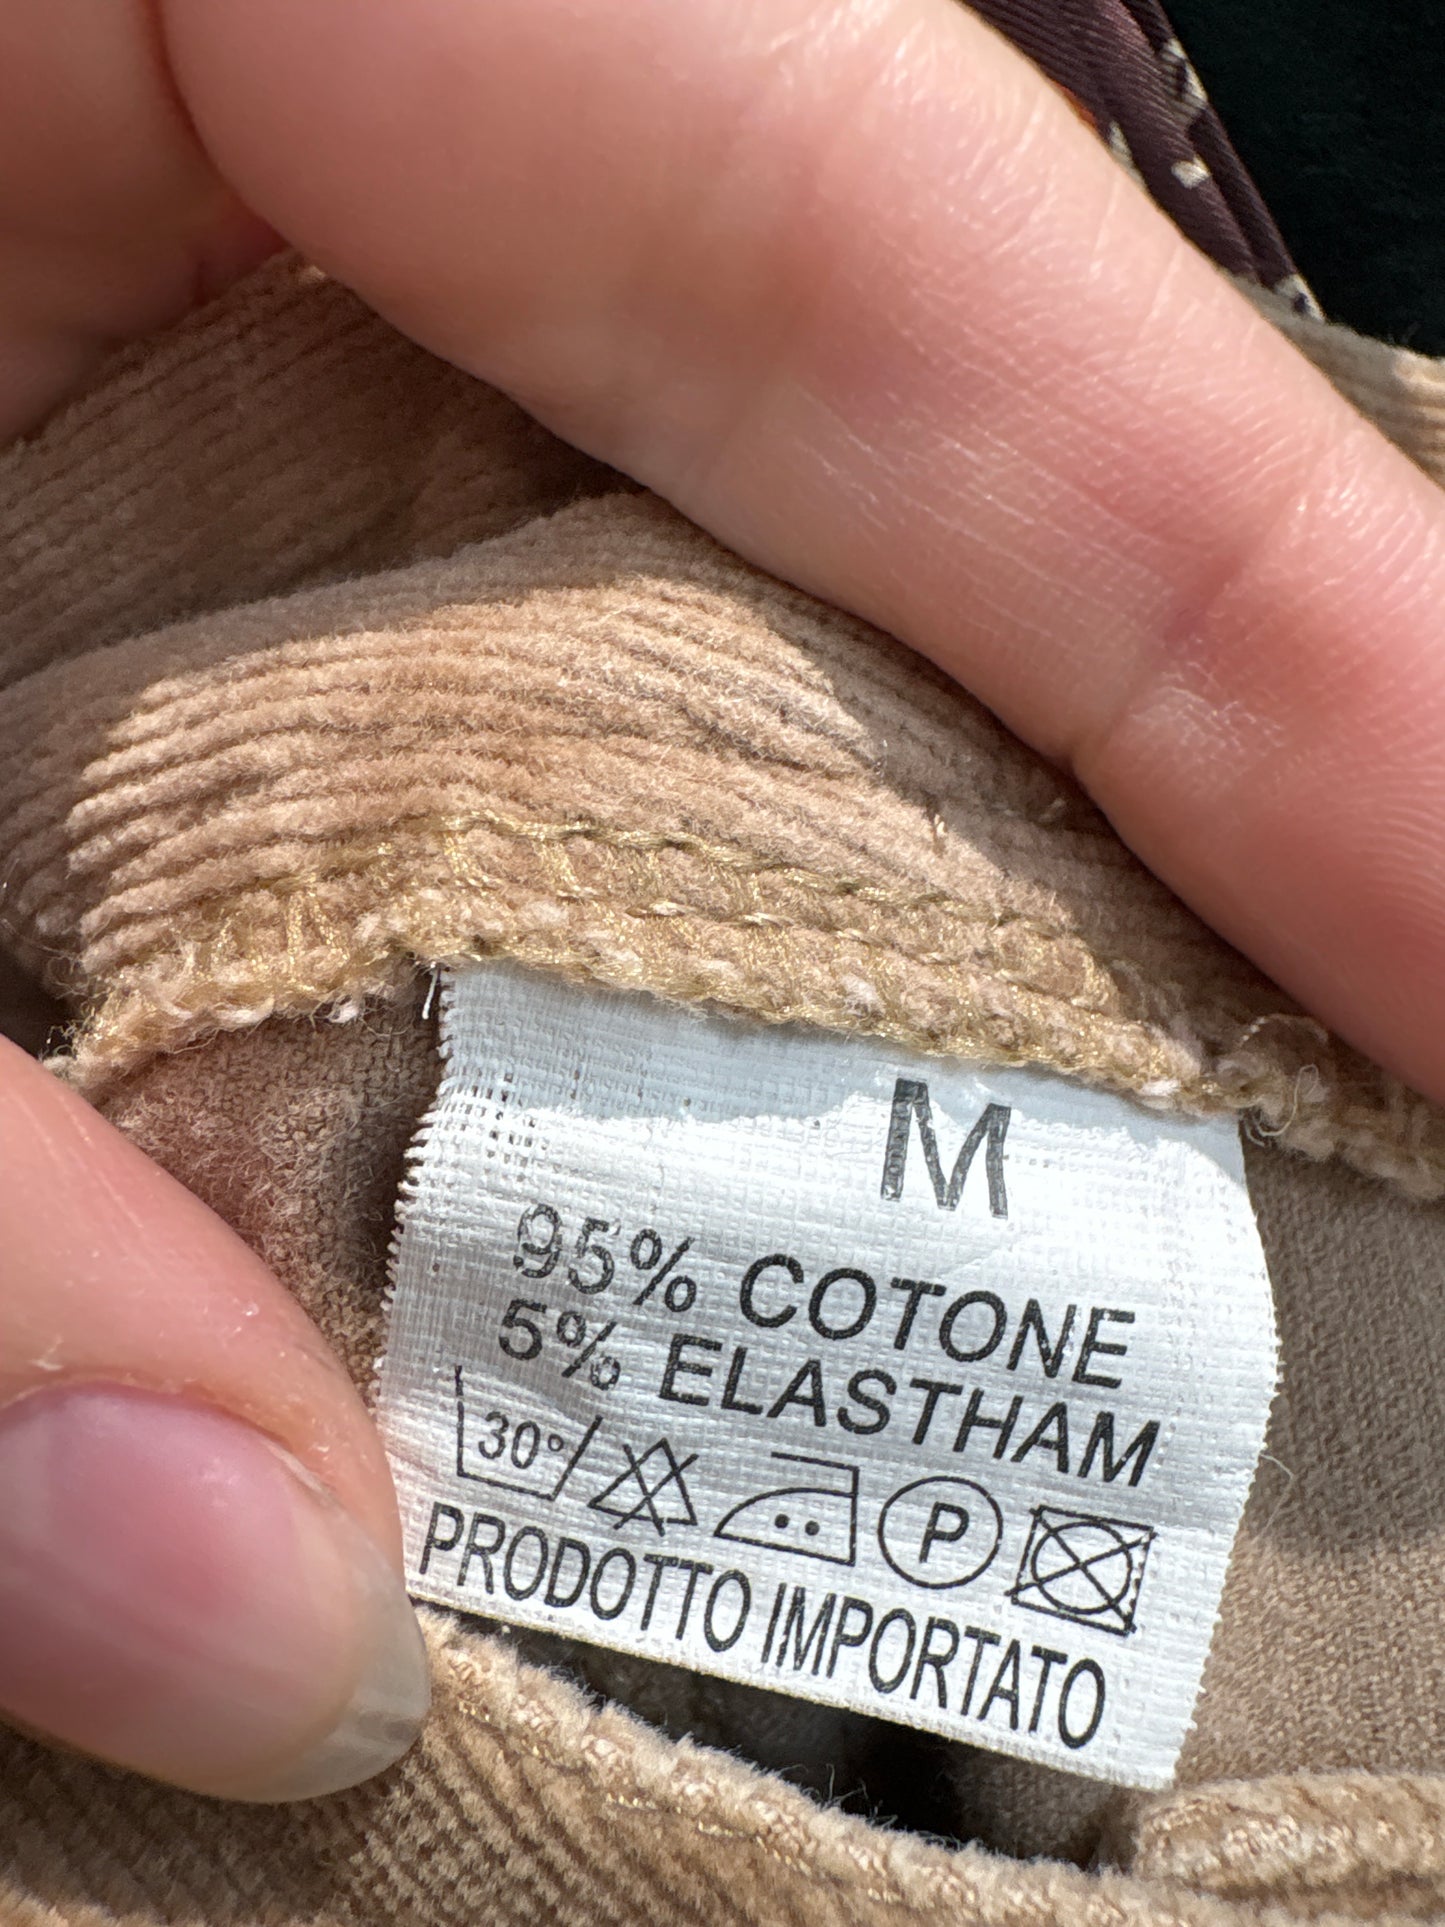 M
95% COTONE
5% ELASTHAM
30° P
PRODOTTO IMPORTATO